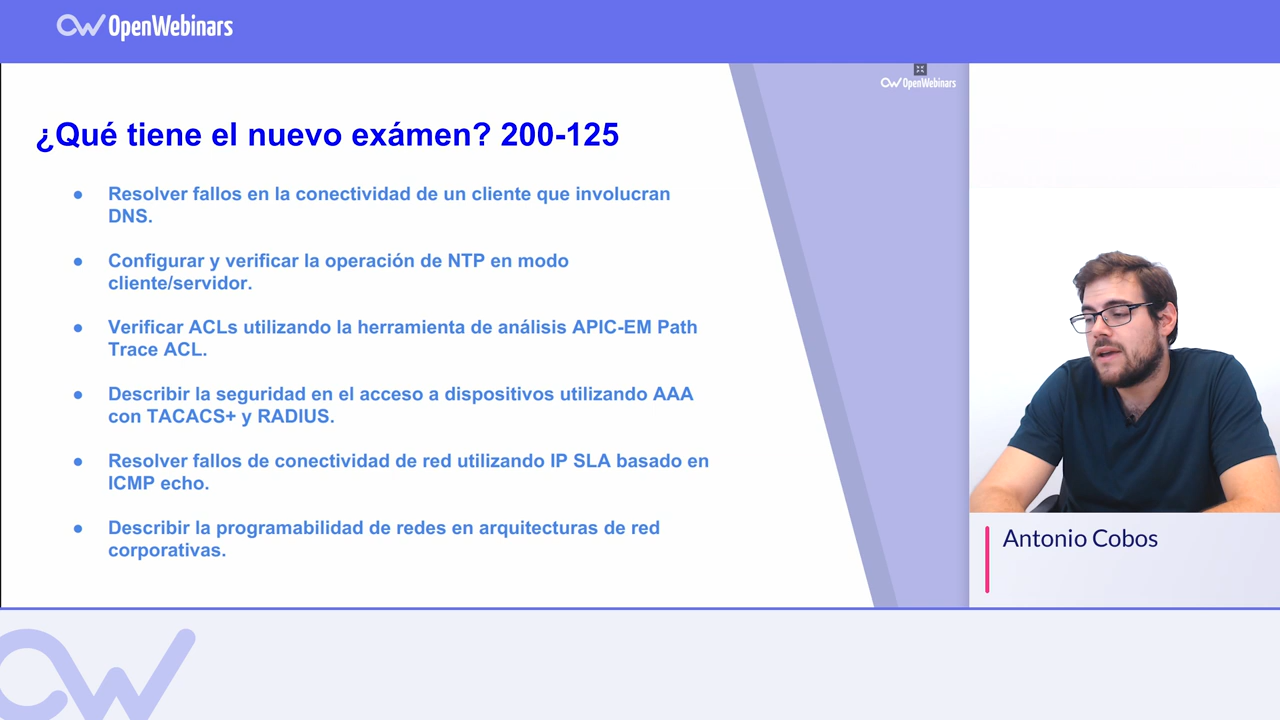 OpenWebinars
OpenWebinars
¿Qué tiene el nuevo exámen? 200-125
● Resolver fallos en la conectividad de un cliente que involucran
DNS.
● Configurar y verificar la operación de NTP en modo
cliente/servidor.
● Verificar ACLs utilizando la herramienta de análisis APIC-EM Path
Trace ACL.
● Describir la seguridad en el acceso a dispositivos utilizando AAA
con TACACS+ y RADIUS.
● Resolver fallos de conectividad de red utilizando IP SLA basado en
ICMP echo.
● Describir la programabilidad de redes en arquitecturas de red
corporativas.
Antonio Cobos